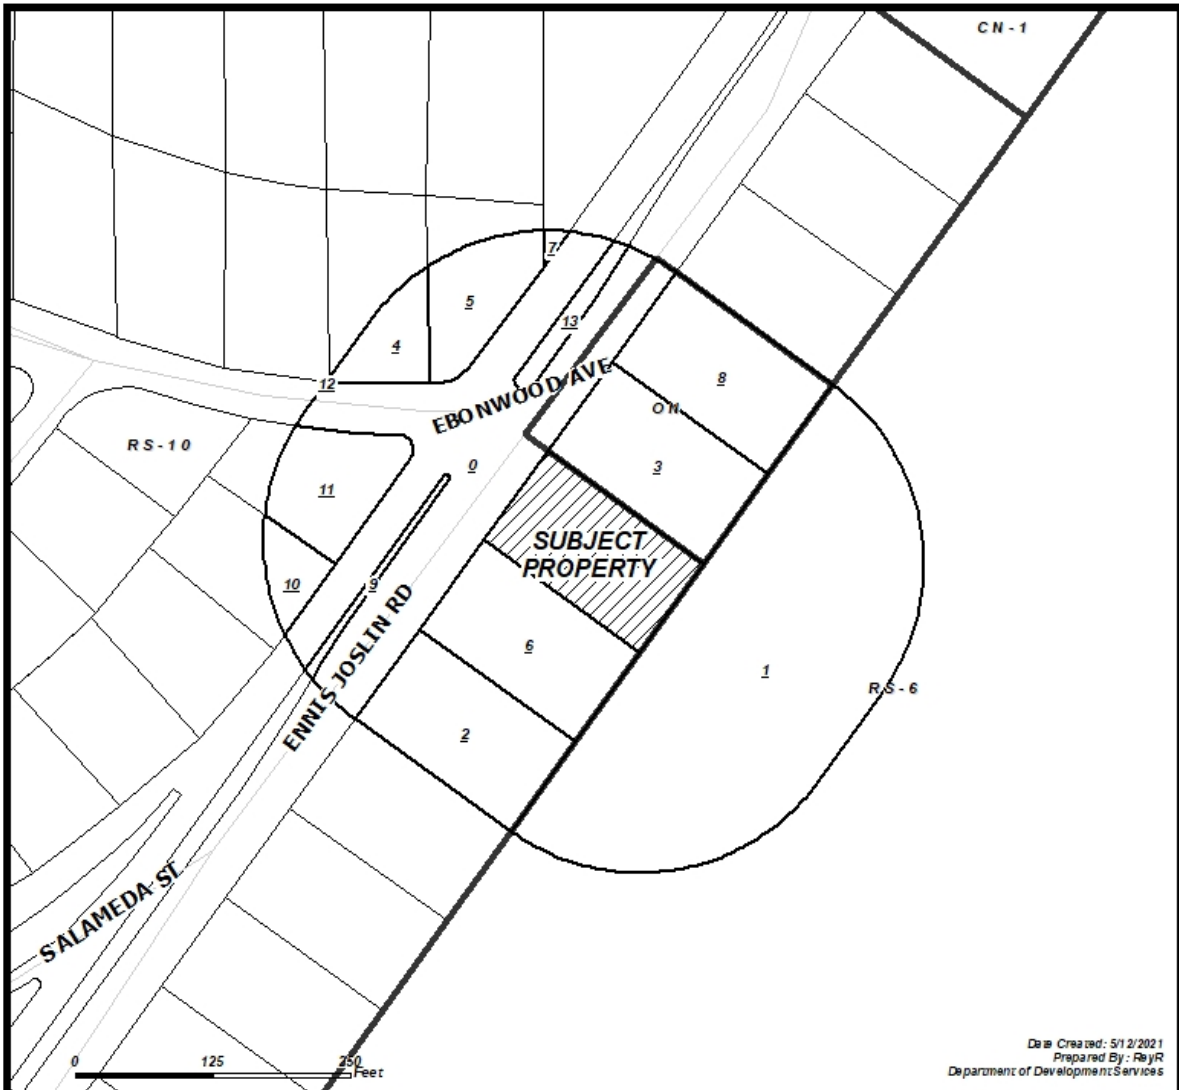 CN-1
7
5
13
4
12
EBONWOOD AVE
8
ON
RS-10
0
3
11
SUBJECT
PROPERTY
10
9
6
1
RS-6
ENNIS JOSLIN RD
2
S ALAMEDA ST
0 125 250
Feet
Date Created: 5/12/2021
Prepared By: RayR
Department of Development Services